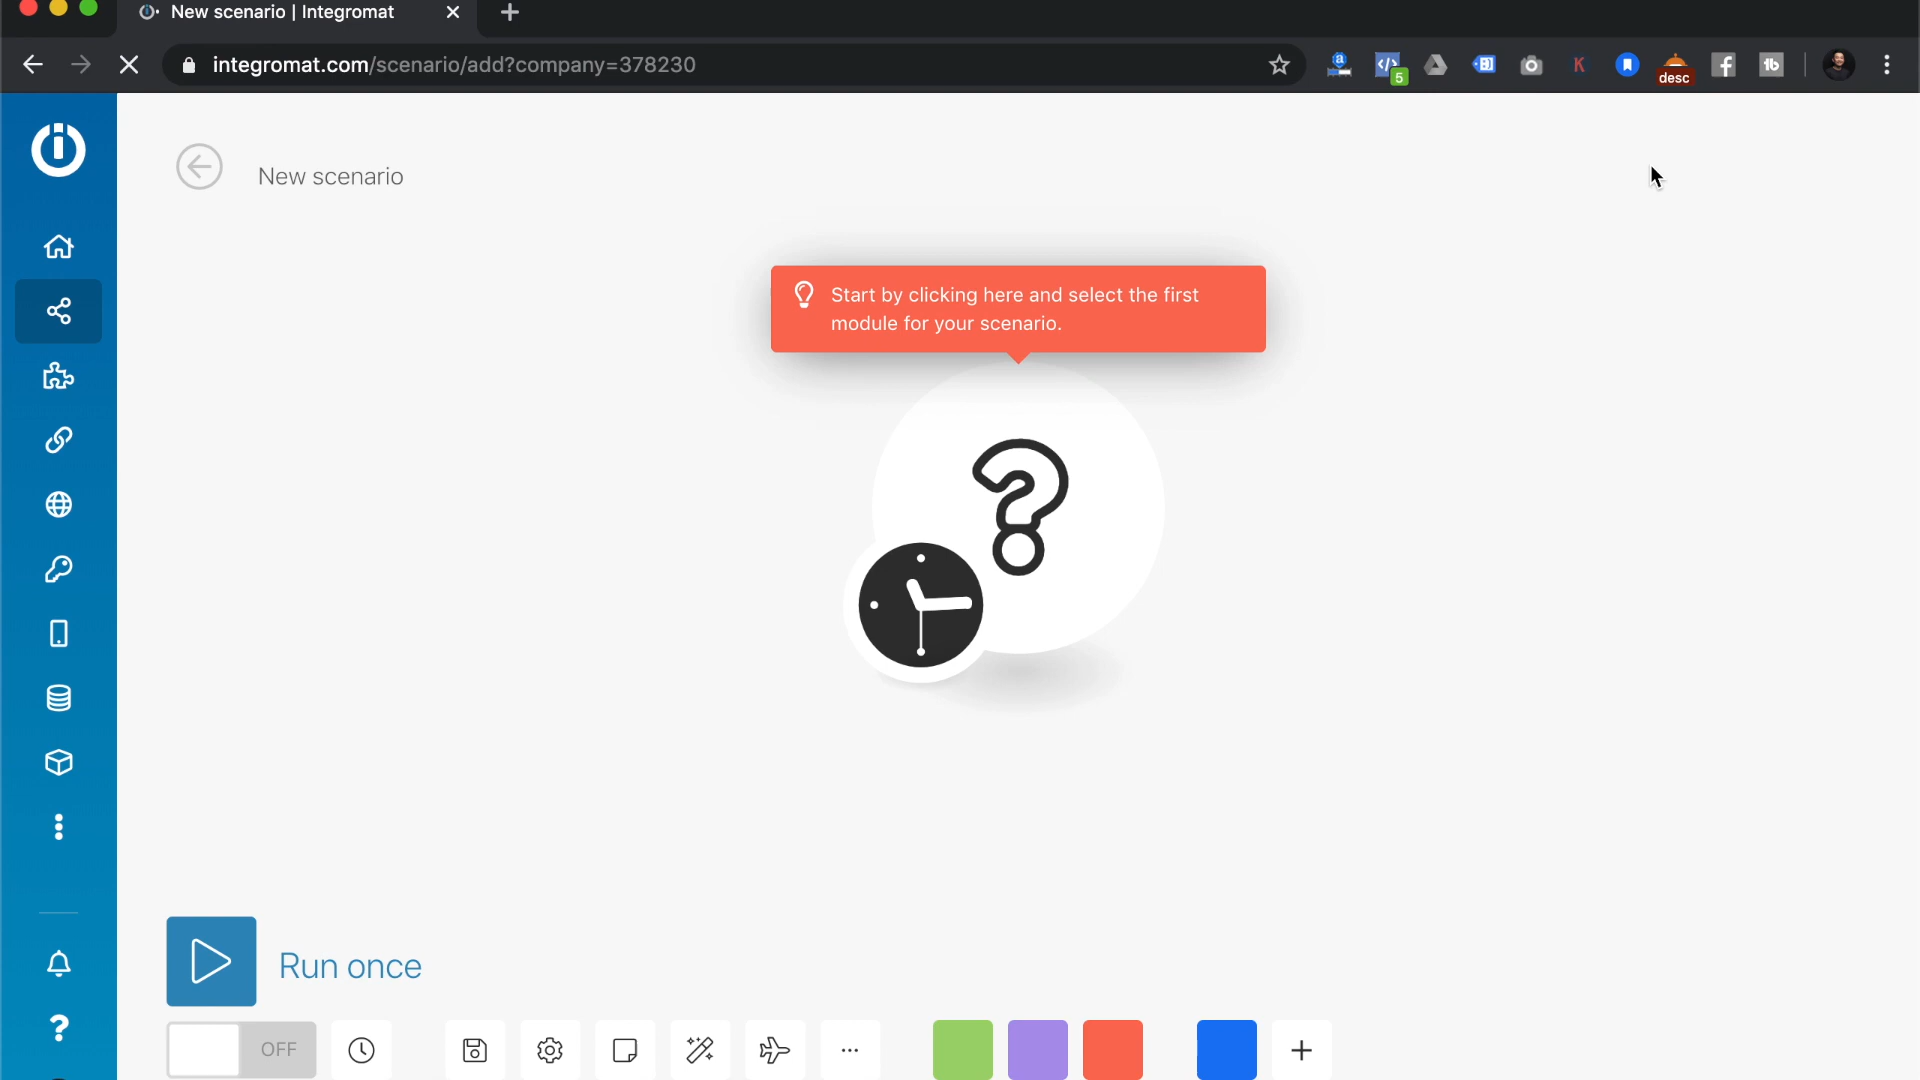 New scenario | Integromat
integromat.com/scenario/add?company=378230
5
desc
New scenario
Start by clicking here and select the first
module for your scenario.
Run once
OFF